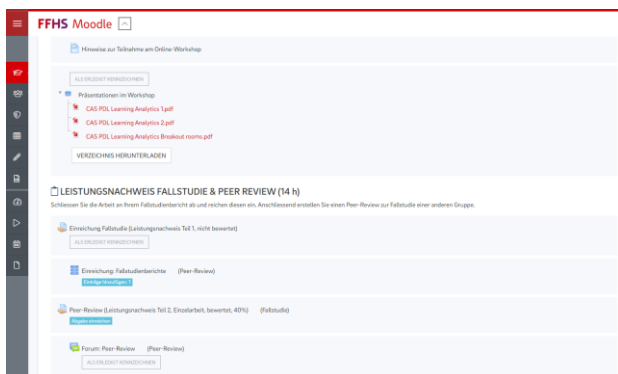 FFHS Moodle
Hinweise zur Teilnahme am Online-Workshop
ALS ERLEDIGT KENNZEICHNEN
Präsentationen im Workshop
CAS PDL Learning Analytics 1.pdf
CAS PDL Learning Analytics 2.pdf
CAS PDL Learning Analytics Breakout rooms.pdf
VERZEICHNIS HERUNTERLADEN
LEISTUNGSNACHWEIS FALLSTUDIE & PEER REVIEW (14 h)
Schliessen Sie die Arbeit an Ihrem Fallstudienbericht ab und reichen diesen ein. Anschliessend erstellen Sie einen Peer-Review zur Fallstudie einer anderen Gruppe.
Einreichung Fallstudie (Leistungsnachweis Teil 1, nicht bewertet)
ALS ERLEDIGT KENNZEICHNEN
Einreichung: Fallstudienberichte (Peer-Review)
Einträge hinzufügen: 1
Peer-Review (Leistungsnachweis Teil 2, Einzelarbeit, bewertet, 40%) (Fallstudie)
Abgabe einreichen
Forum: Peer-Review (Peer-Review)
ALS ERLEDIGT KENNZEICHNEN